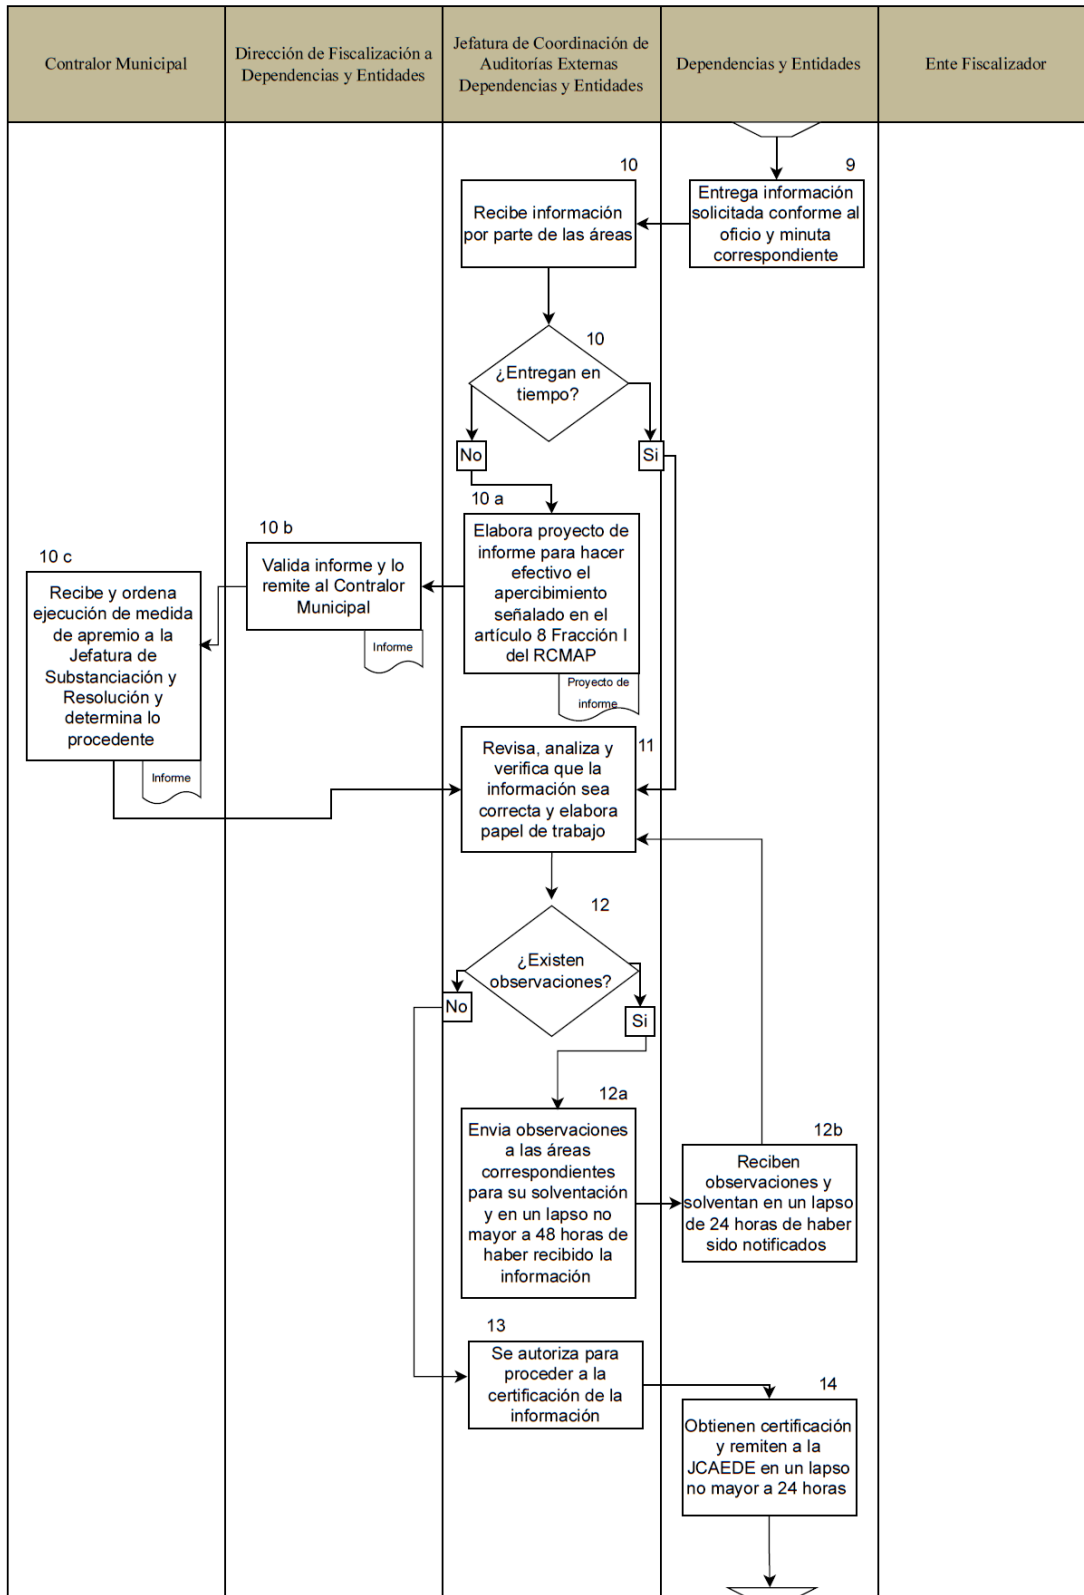 Contralor Municipal
Dirección de Fiscalización a
Dependencias y Entidades
Jefatura de Coordinación de
Auditorías Externas
Dependencias y Entidades
Dependencias y Entidades
Ente Fiscalizador
9
Entrega información
solicitada conforme al
oficio y minuta
correspondiente
10
Recibe información
por parte de las áreas
10
¿Entregan en
tiempo?
No
Si
10 a
Elabora proyecto de
informe para hacer
efectivo el
apercibimiento
señalado en el
artículo 8 Fracción I
del RCMAP
Proyecto de
informe
10 b
Valida informe y lo
remite al Contralor
Municipal
Informe
10 c
Recibe y ordena
ejecución de medida
de apremio a la
Jefatura de
Substanciación y
Resolución y
determina lo
procedente
Informe
11
Revisa, analiza y
verifica que la
información sea
correcta y elabora
papel de trabajo
12
¿Existen
observaciones?
No
Si
12a
Envia observaciones
a las áreas
correspondientes
para su solventación
y en un lapso no
mayor a 48 horas de
haber recibido la
información
12b
Reciben
observaciones y
solventan en un lapso
de 24 horas de haber
sido notificados
13
Se autoriza para
proceder a la
certificación de la
información
14
Obtienen certificación
y remiten a la
JCAEDE en un lapso
no mayor a 24 horas